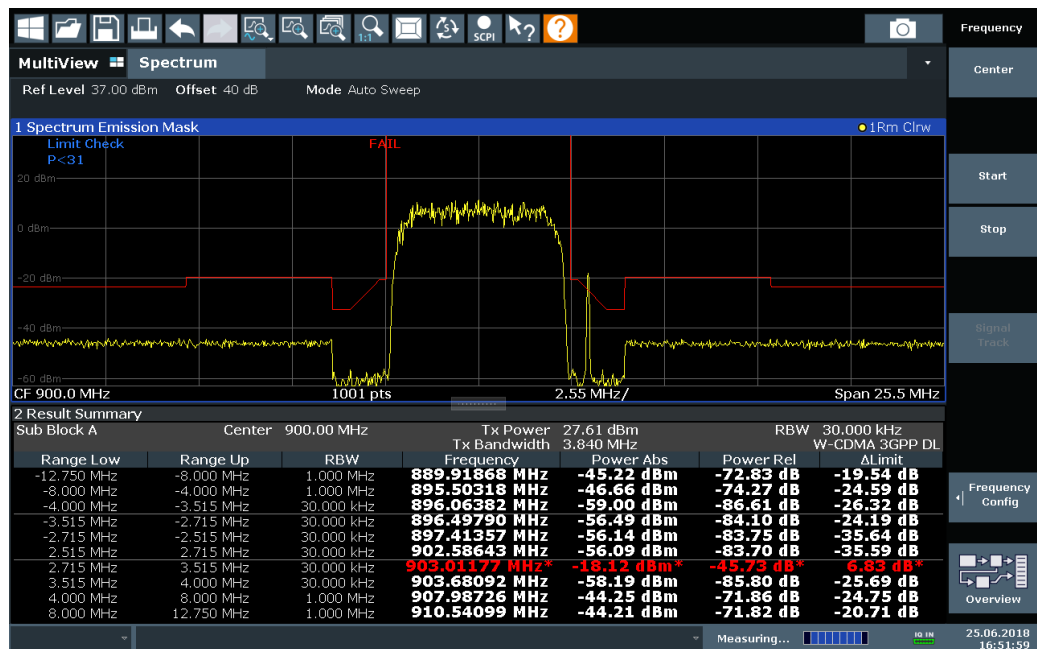 1:1
SCPI
?
?
Frequency
MultiView Spectrum
Center
Ref Level 37.00 dBm Offset 40 dB Mode Auto Sweep
1 Spectrum Emission Mask 1Rm Clrw
Limit Check FAIL
P<31
20 dBm
Start
0 dBm
Stop
-20 dBm
-40 dBm
Signal
Track
-60 dBm
CF 900.0 MHz 1001 pts 2.55 MHz/ Span 25.5 MHz
2 Result Summary
Sub Block A Center 900.00 MHz Tx Power 27.61 dBm RBW 30.000 kHz
Tx Bandwidth 3.840 MHz W-CDMA 3GPP DL
Range Low Range Up RBW Frequency Power Abs Power Rel ΔLimit
-12.750 MHz -8.000 MHz 1.000 MHz 889.91868 MHz -45.22 dBm -72.83 dB -19.54 dB
-8.000 MHz -4.000 MHz 1.000 MHz 895.50318 MHz -46.66 dBm -74.27 dB -24.59 dB
-4.000 MHz -3.515 MHz 30.000 kHz 896.06382 MHz -59.00 dBm -86.61 dB -26.32 dB
-3.515 MHz -2.715 MHz 30.000 kHz 896.49790 MHz -56.49 dBm -84.10 dB -24.19 dB
-2.715 MHz -2.515 MHz 30.000 kHz 897.41357 MHz -56.14 dBm -83.75 dB -35.64 dB
2.515 MHz 2.715 MHz 30.000 kHz 902.58643 MHz -56.09 dBm -83.70 dB -35.59 dB
2.715 MHz 3.515 MHz 30.000 kHz 903.01177 MHz* -18.12 dBm* -45.73 dB* 6.83 dB*
3.515 MHz 4.000 MHz 30.000 kHz 903.68092 MHz -58.19 dBm -85.80 dB -25.69 dB
4.000 MHz 8.000 MHz 1.000 MHz 907.98726 MHz -44.25 dBm -71.86 dB -24.75 dB
8.000 MHz 12.750 MHz 1.000 MHz 910.54099 MHz -44.21 dBm -71.82 dB -20.71 dB
Frequency
Config
Overview
Measuring... IQ IN 25.06.2018
16:51:59